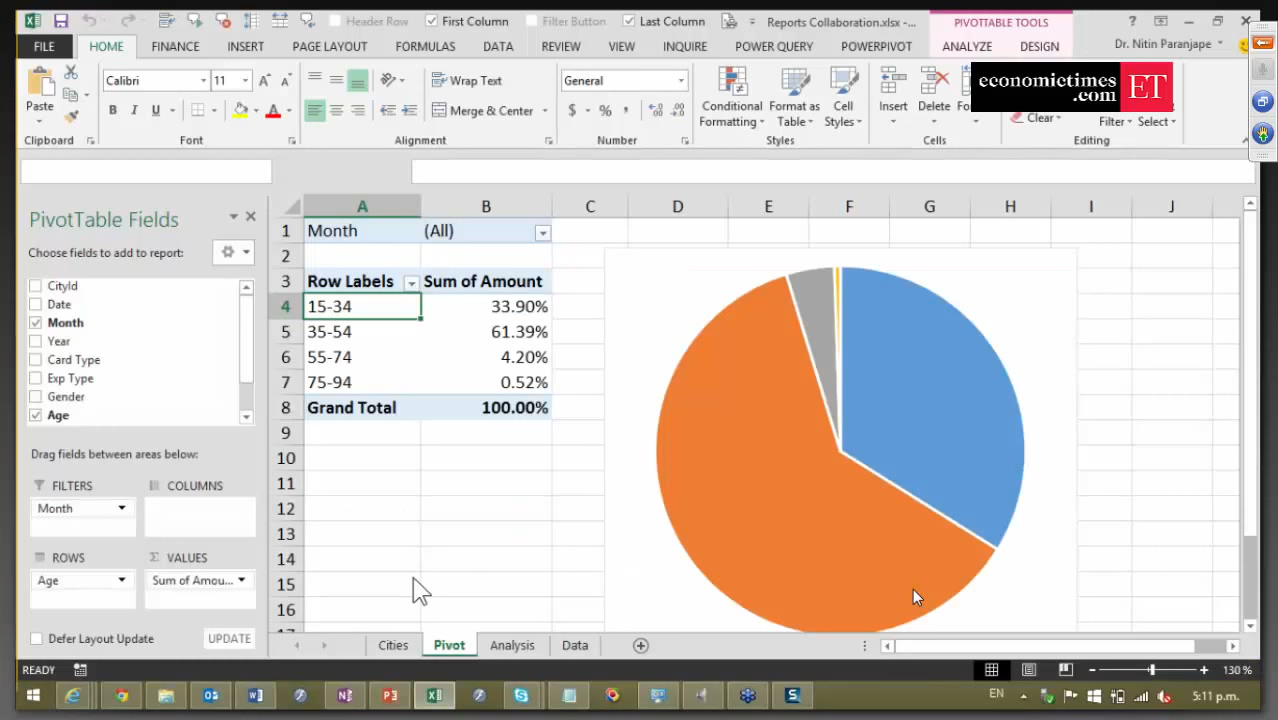 Header Row First Column Filter Button Last Column Reports Collaboration.xlsx -... PIVOTTABLE TOOLS ?
FILE HOME FINANCE INSERT PAGE LAYOUT FORMULAS DATA REVIEW VIEW INQUIRE POWER QUERY POWERPIVOT ANALYZE DESIGN Dr. Nitin Paranjape
economictimes
.com
ET
Paste
Clipboard
Calibri 11
B I U
Font
Wrap Text
Merge & Center
Alignment
General
$ % ,
Number
Conditional
Formatting
Format as
Table
Cell
Styles
Styles
Insert
Delete
Cells
Clear
Filter
Select
Editing
PivotTable Fields
Choose fields to add to report:
CityId
Date
Month
Year
Card Type
Exp Type
Gender
Age
Drag fields between areas below:
FILTERS
Month
COLUMNS
ROWS
Age
VALUES
Sum of Amou...
Defer Layout Update UPDATE
A B C D E F G H I J
1 Month (All)
2
3 Row Labels Sum of Amount
4 15-34 33.90%
5 35-54 61.39%
6 55-74 4.20%
7 75-94 0.52%
8 Grand Total 100.00%
9
10
11
12
13
14
15
16
17
Cities Pivot Analysis Data
READY 130 %
EN 5:11 p.m.